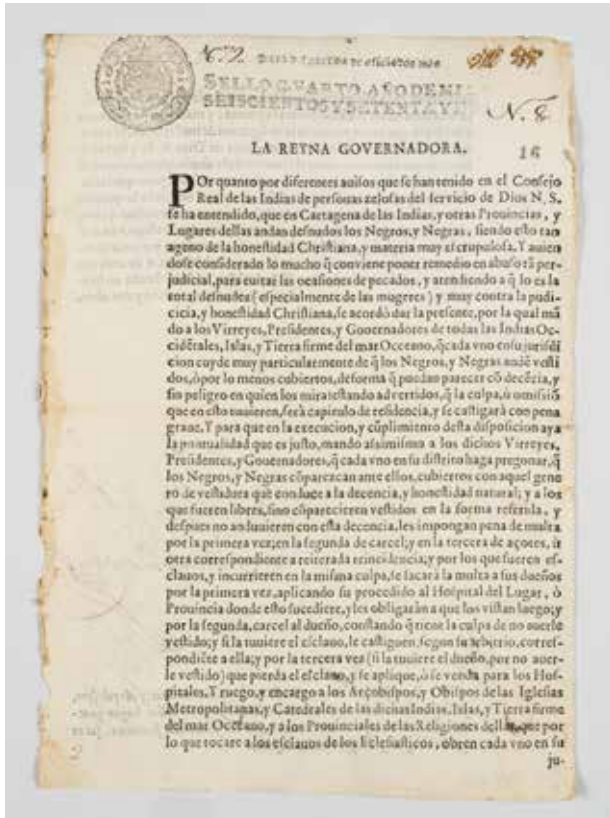 N. 2
SELLO QVARTO, AÑO DE MIL
SEISCIENTOS Y SETENTA Y
N. 8
LA REYNA GOVERNADORA.
16
POr quanto por diferentes auisos que se han tenido en el Consejo
Real de las Indias de personas zelosas del seruicio de Dios N. S.
se ha entendido, que en Cartagena de las Indias, y otras Prouincias, y
Lugares dellas andan desnudos los Negros, y Negras, siendo esto tan
ageno de la honestidad Christiana, y materia muy escrupulosa. Y auien
dose considerado lo mucho q̃ conviene poner remedio en abuso tã per-
judicial, para euitar las ocasiones de pecados, y atendiendo a q̃ lo es la
total desnudez (especialmente de las mugeres) y muy contra la pudi-
cicia, y honestidad Christiana, se acordò dar la presente, por la qual mã
do a los Virreyes, Presidentes, y Gouernadores de todas las Indias Oc-
cidẽtrales, Islas, y Tierra firme del mar Occeano, q̃ cada vno en su jurisdi
cion cuyde muy particularmente de q̃ los Negros, y Negras andẽ vesti
dos, ò por lo menos cubiertos, de forma q̃ puedan parecer cõ decẽcia, y
sin peligro en quien los mira, estando advertidos, q̃ la culpa, ù omissiõ
que en esto tuuieren, serà capitulo de residencia, y se castigarà con pena
graue. Y para que en la execucion, y cũplimiento desta disposicion aya
la puntualidad que es justo, mando assimismo a los dichos Virreyes,
Presidentes, y Gouernadores, q̃ cada vno en su distrito haga pregonar, q̃
los Negros, y Negras cõparezcan ante ellos, cubiertos con aquel gene
ro de vestidura que conduce a la decencia, y honestidad natural; y a los
que fueren libres, sino cõparecieren vestidos en la forma referida, y
despues no anduuieren con esta decencia, les impongan pena de multa
por la primera vez; en la segunda de carcel; y en la tercera de açotes, ù
otra correspondiente a reiterada reincidencia; y por los que fueren es-
clauos, y incurrieren en la misma culpa, se sacarà la multa a sus dueños
por la primera vez, aplicando su procedido al Hospital del Lugar, ò
Prouincia donde esto sucediere, y les obligaràn a que los vistan luego; y
por la segunda, carcel al dueño, constando q̃ tiene la culpa de no auerle
vestido; y si la tuuiere el esclauo, le castiguen, segun su arbitrio, corres-
pondiẽte a ella; y por la tercera vez (si la tuuiere el dueño, por no auer-
le vestido) que pierda el esclauo, y se aplique, ò se venda para los Hos-
pitales. Y ruego, y encargo a los Arçobispos, y Obispos de las Iglesias
Metropolitanas, y Catedrales de las dichas Indias, Islas, y Tierra firme
del mar Occeano, y a los Prouinciales de las Religiones dellas, que por
lo que tocare a los esclauos de los Eclesiasticos, obren cada vno en su
ju-